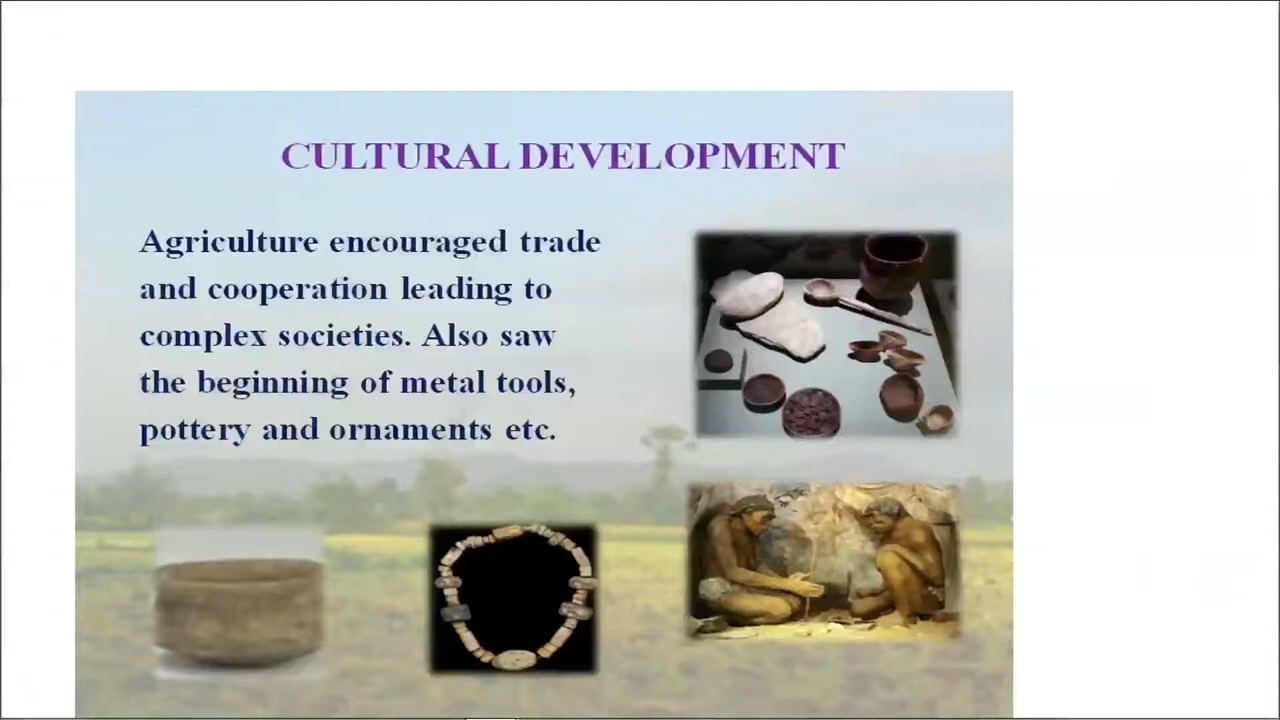 CULTURAL DEVELOPMENT
Agriculture encouraged trade
and cooperation leading to
complex societies. Also saw
the beginning of metal tools,
pottery and ornaments etc.